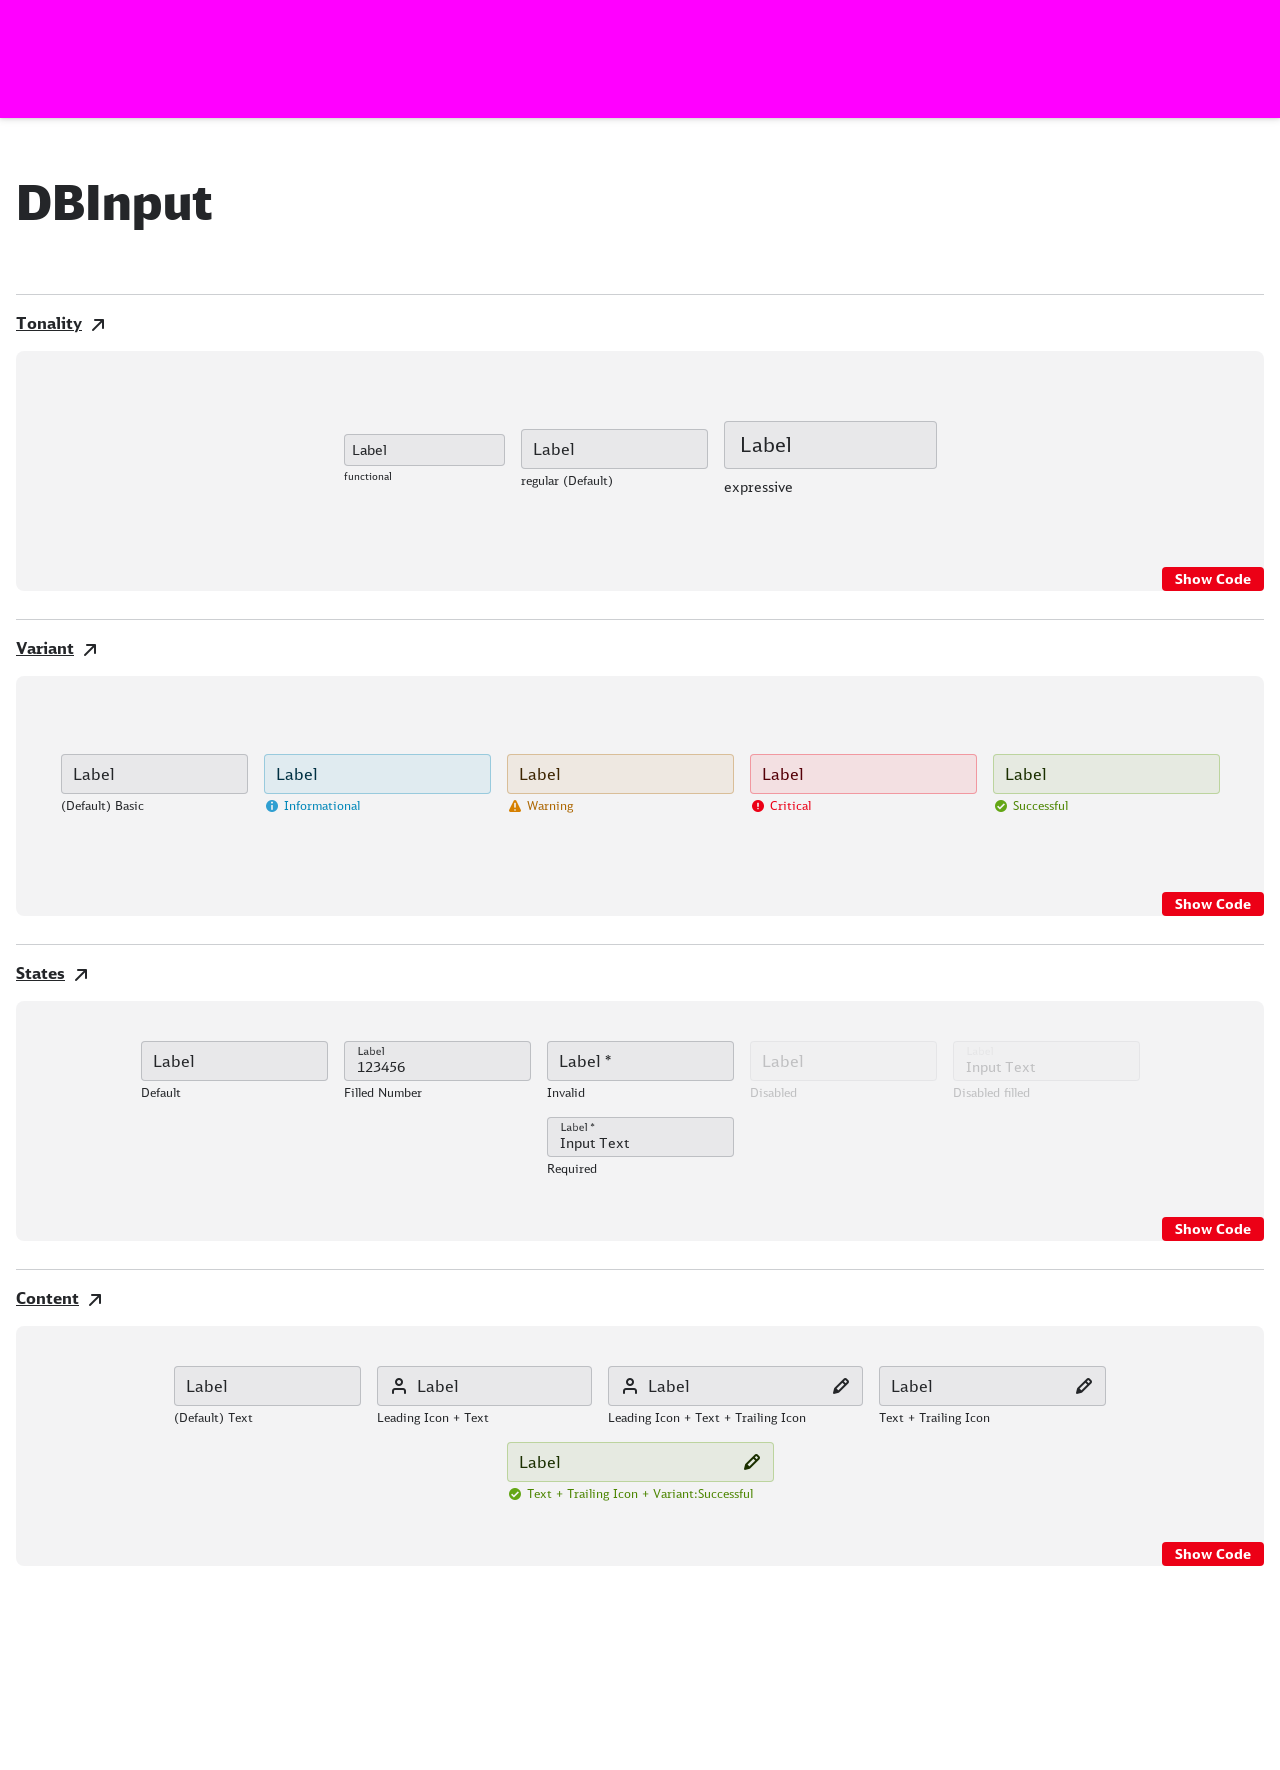 DBInput
Tonality
Label
Label
Label
functional
regular (Default)
expressive
Show Code
Variant
Label
Label
Label
Label
Label
(Default) Basic
Informational
Warning
Critical
Successful
Show Code
States
Label
Label
123456
Label *
Label
Label
Input Text
Default
Filled Number
Invalid
Disabled
Disabled filled
Label *
Input Text
Required
Show Code
Content
Label
Label
Label
Label
(Default) Text
Leading Icon + Text
Leading Icon + Text + Trailing Icon
Text + Trailing Icon
Label
Text + Trailing Icon + Variant:Successful
Show Code